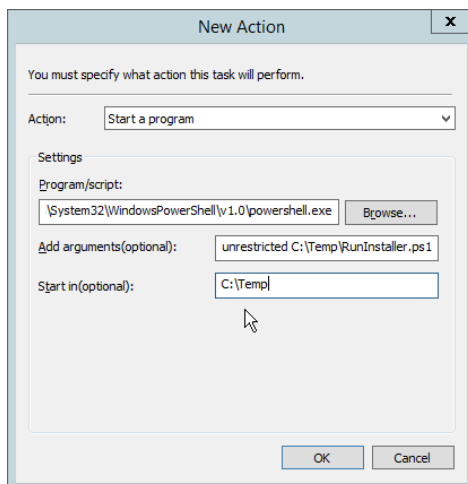 New Action
x
You must specify what action this task will perform.
Action: Start a program
Settings
Program/script:
\System32\WindowsPowerShell\v1.0\powershell.exe Browse...
Add arguments(optional): unrestricted C:\Temp\RunInstaller.ps1
Start in(optional): C:\Temp
OK Cancel